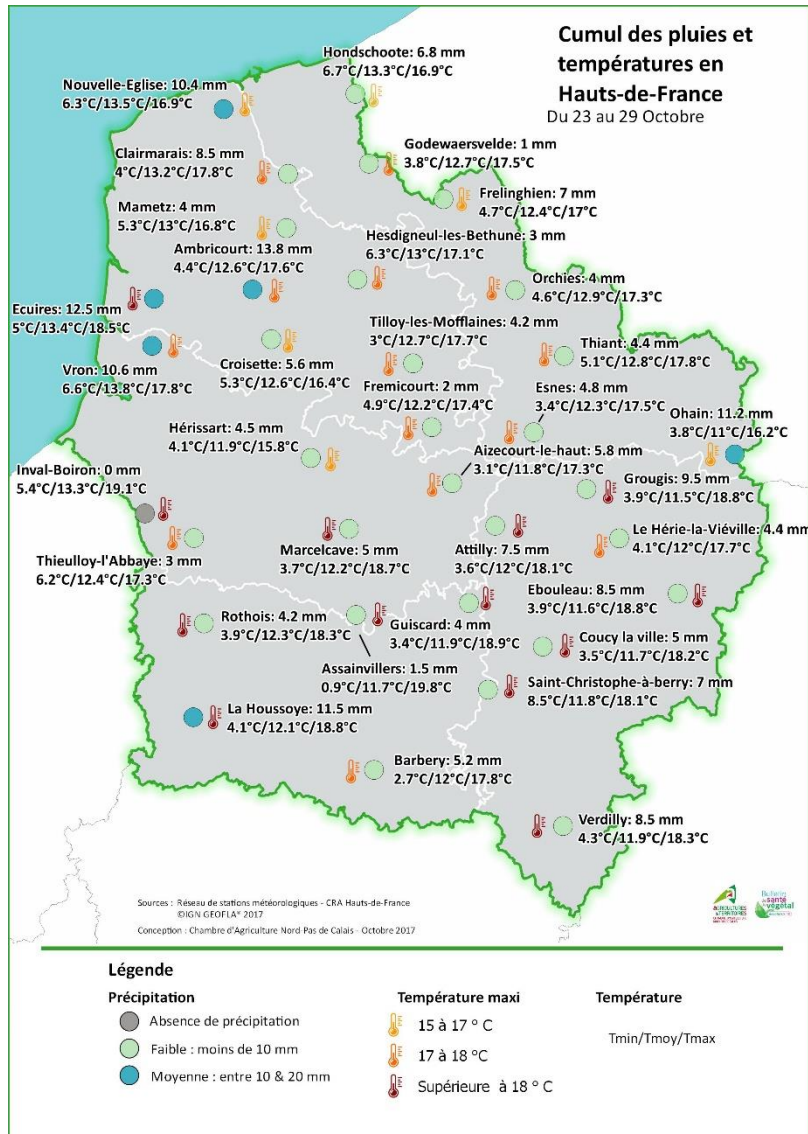 Cumul des pluies et
températures en
Hauts-de-France
Du 23 au 29 Octobre
Hondschoote: 6.8 mm
6.7°C/13.3°C/16.9°C
Nouvelle-Eglise: 10.4 mm
6.3°C/13.5°C/16.9°C
Godewaersvelde: 1 mm
3.8°C/12.7°C/17.5°C
Clairmarais: 8.5 mm
4°C/13.2°C/17.8°C
Frelinghien: 7 mm
4.7°C/12.4°C/17°C
Mametz: 4 mm
5.3°C/13°C/16.8°C
Hesdigneul-les-Bethune: 3 mm
6.3°C/13°C/17.1°C
Ambricourt: 13.8 mm
4.4°C/12.6°C/17.6°C
Orchies: 4 mm
4.6°C/12.9°C/17.3°C
Ecuires: 12.5 mm
5°C/13.4°C/18.5°C
Tilloy-les-Mofflaines: 4.2 mm
3°C/12.7°C/17.7°C
Thiant: 4.4 mm
5.1°C/12.8°C/17.8°C
Vron: 10.6 mm
6.6°C/13.8°C/17.8°C
Croisette: 5.6 mm
5.3°C/12.6°C/16.4°C
Fremicourt: 2 mm
4.9°C/12.2°C/17.4°C
Esnes: 4.8 mm
3.4°C/12.3°C/17.5°C
Ohain: 11.2 mm
3.8°C/11°C/16.2°C
Hérissart: 4.5 mm
4.1°C/11.9°C/15.8°C
Aizecourt-le-haut: 5.8 mm
3.1°C/11.8°C/17.3°C
Inval-Boiron: 0 mm
5.4°C/13.3°C/19.1°C
Grougis: 9.5 mm
3.9°C/11.5°C/18.8°C
Thieulloy-l'Abbaye: 3 mm
6.2°C/12.4°C/17.3°C
Marcelcave: 5 mm
3.7°C/12.2°C/18.7°C
Attilly: 7.5 mm
3.6°C/12°C/18.1°C
Le Hérie-la-Viéville: 4.4 mm
4.1°C/12°C/17.7°C
Ebouleau: 8.5 mm
3.9°C/11.6°C/18.8°C
Rothois: 4.2 mm
3.9°C/12.3°C/18.3°C
Guiscard: 4 mm
3.4°C/11.9°C/18.9°C
Coucy la ville: 5 mm
3.5°C/11.7°C/18.2°C
Assainvillers: 1.5 mm
0.9°C/11.7°C/19.8°C
Saint-Christophe-à-berry: 7 mm
8.5°C/11.8°C/18.1°C
La Houssoye: 11.5 mm
4.1°C/12.1°C/18.8°C
Barbery: 5.2 mm
2.7°C/12°C/17.8°C
Verdilly: 8.5 mm
4.3°C/11.9°C/18.3°C
Sources : Réseau de stations météorologiques - CRA Hauts-de-France
©IGN GEOFLA® 2017
Conception : Chambre d'Agriculture Nord-Pas de Calais - Octobre 2017
AGRICULTURES
& TERRITOIRES
Bulletin
santé
végétal
Légende
Précipitation
Absence de précipitation
Faible : moins de 10 mm
Moyenne : entre 10 & 20 mm
Température maxi
15 à 17 ° C
17 à 18 °C
Supérieure à 18 ° C
Température
Tmin/Tmoy/Tmax